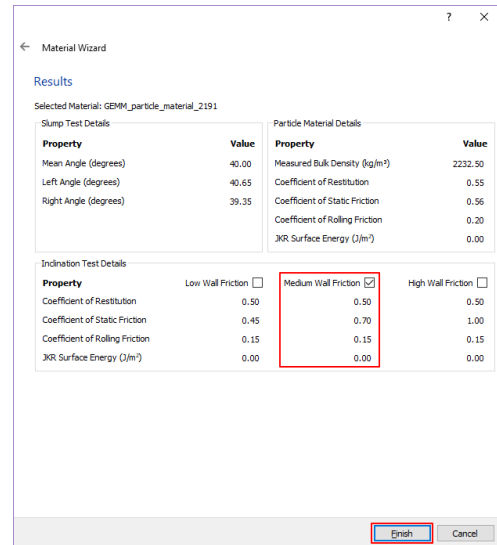 ? ×
← Material Wizard
Results
Selected Material: GEMM_particle_material_2191
Slump Test Details
Property Value
Mean Angle (degrees) 40.00
Left Angle (degrees) 40.65
Right Angle (degrees) 39.35
Particle Material Details
Property Value
Measured Bulk Density (kg/m³) 2232.50
Coefficient of Restitution 0.55
Coefficient of Static Friction 0.56
Coefficient of Rolling Friction 0.20
JKR Surface Energy (J/m²) 0.00
Inclination Test Details
Property Low Wall Friction Medium Wall Friction High Wall Friction
Coefficient of Restitution 0.50 0.50 0.50
Coefficient of Static Friction 0.45 0.70 1.00
Coefficient of Rolling Friction 0.15 0.15 0.15
JKR Surface Energy (J/m²) 0.00 0.00 0.00
Finish Cancel